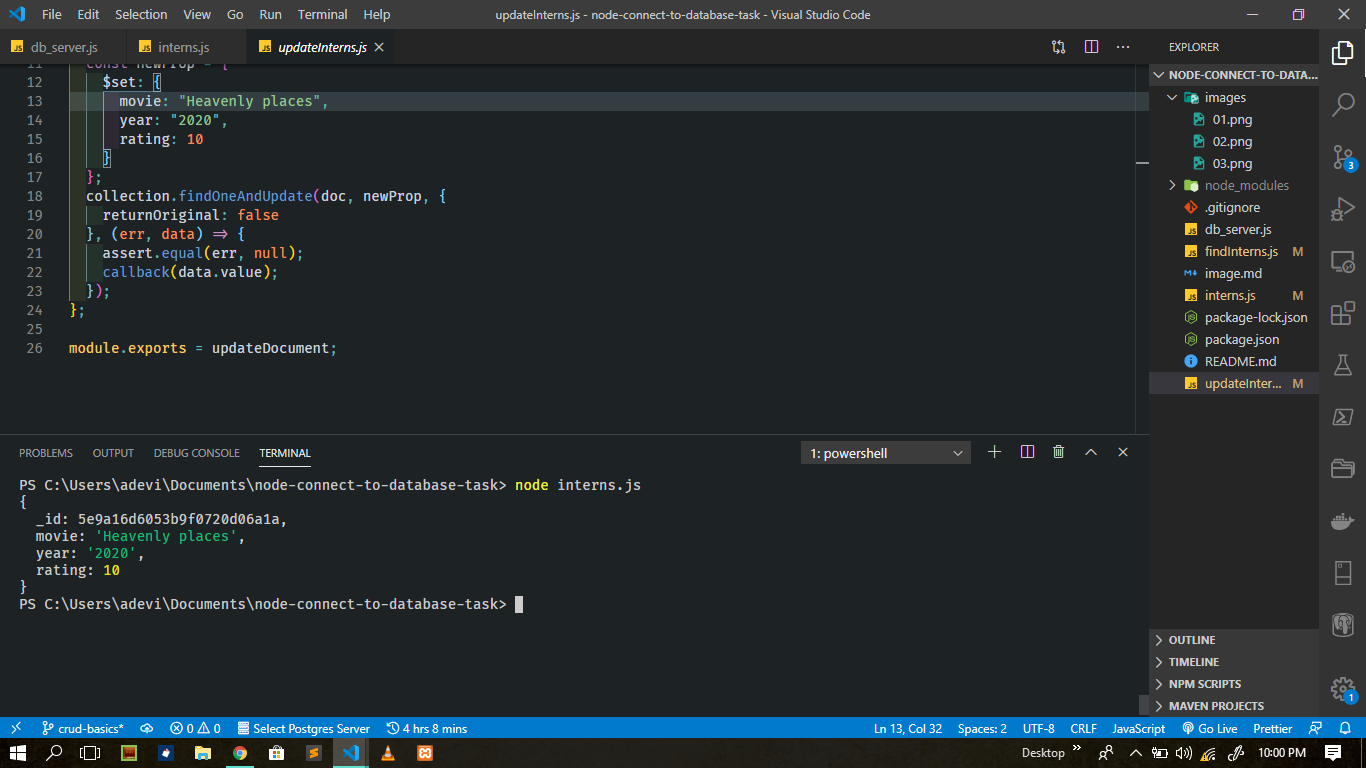 File Edit Selection View Go Run Terminal Help
updateInterns.js - node-connect-to-database-task - Visual Studio Code
db_server.js
interns.js
updateInterns.js
11 const newProp = {
12 $set: {
13 movie: "Heavenly places",
14 year: "2020",
15 rating: 10
16 }
17 };
18 collection.findOneAndUpdate(doc, newProp, {
19 returnOriginal: false
20 }, (err, data) => {
21 assert.equal(err, null);
22 callback(data.value);
23 });
24 };
25
26 module.exports = updateDocument;
EXPLORER
NODE-CONNECT-TO-DATA...
images
01.png
02.png
03.png
node_modules
.gitignore
db_server.js
findInterns.js M
image.md
interns.js M
package-lock.json
package.json
README.md
updateInter... M
3
PROBLEMS OUTPUT DEBUG CONSOLE TERMINAL
1: powershell
PS C:\Users\adevi\Documents\node-connect-to-database-task> node interns.js
{
_id: 5e9a16d6053b9f0720d06a1a,
movie: 'Heavenly places',
year: '2020',
rating: 10
}
PS C:\Users\adevi\Documents\node-connect-to-database-task>
OUTLINE
TIMELINE
NPM SCRIPTS
MAVEN PROJECTS
1
crud-basics* 0 0 Select Postgres Server 4 hrs 8 mins
Ln 13, Col 32 Spaces: 2 UTF-8 CRLF JavaScript Go Live Prettier
Desktop
10:00 PM